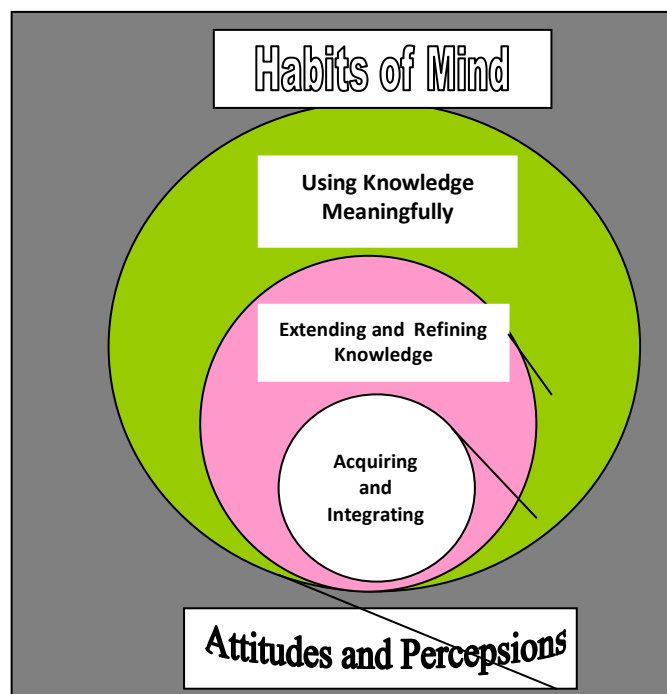 Habits of Mind
Using Knowledge
Meaningfully
Extending and Refining
Knowledge
Acquiring
and
Integrating
Attitudes and Percepsions